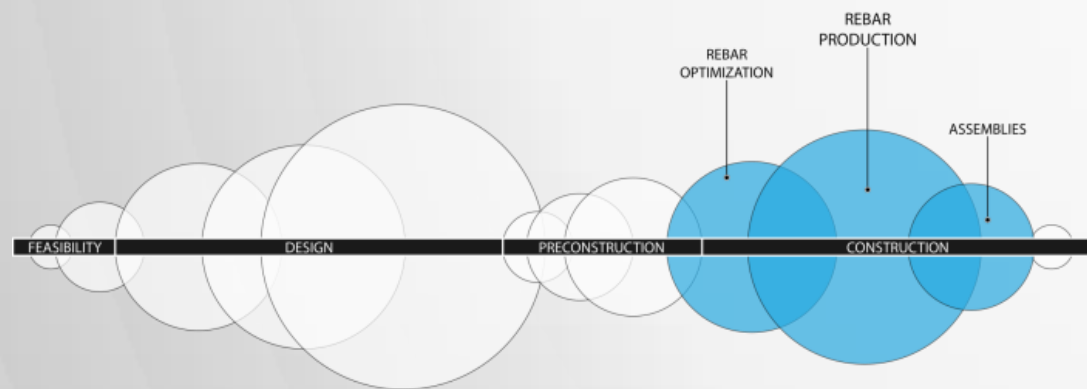 REBAR
PRODUCTION
REBAR
OPTIMIZATION
ASSEMBLIES
FEASIBILITY
DESIGN
PRECONSTRUCTION
CONSTRUCTION